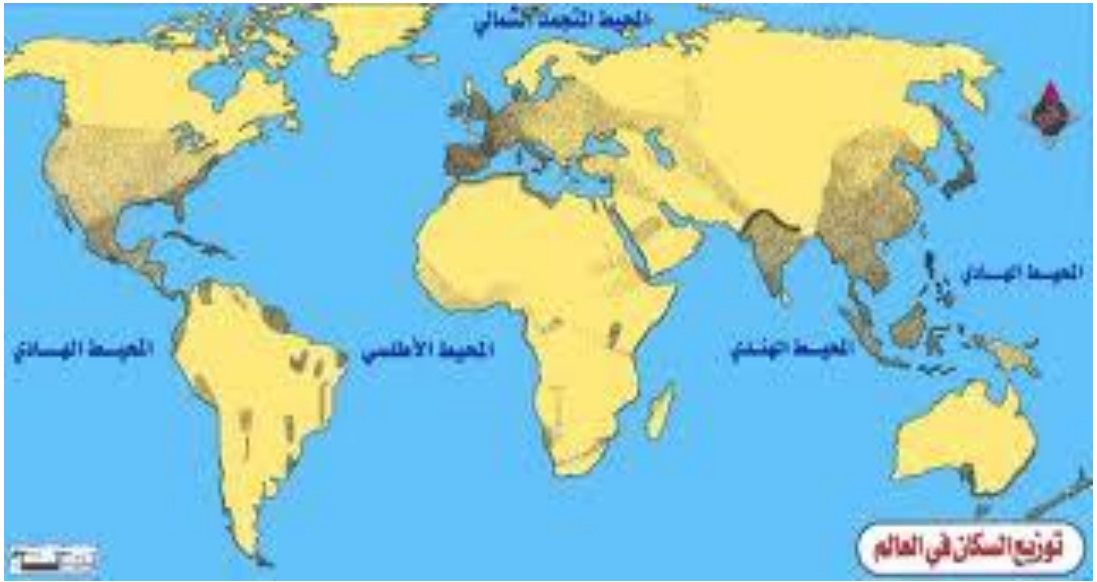 المحيط المتجمد الشمالي
المحيط الهادي
المحيط الهادي
المحيط الأطلسي
المحيط الهندي
توزيع السكان في العالم